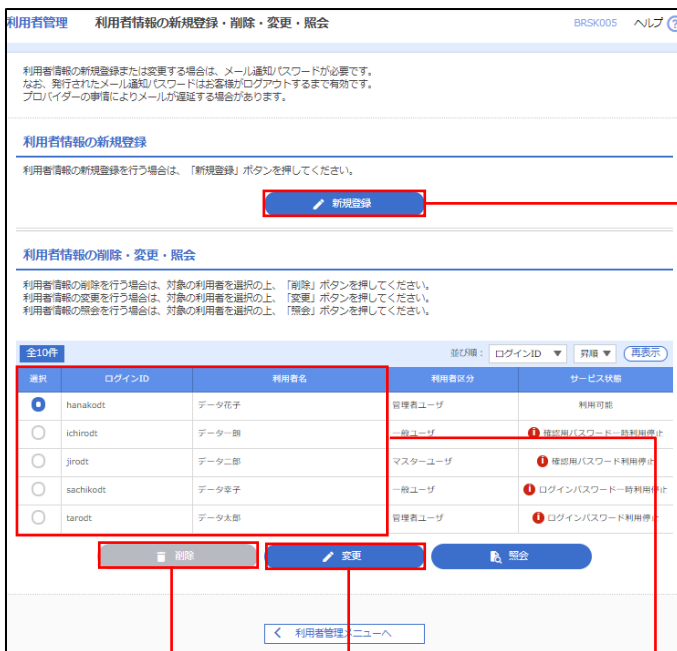 利用者管理 利用者情報の新規登録・削除・変更・照会 BRSK005 ヘルプ ?
利用者情報の新規登録または変更する場合は、メール通知パスワードが必要です。
なお、発行されたメール通知パスワードはお客様がログアウトするまで有効です。
プロバイダーの事情によりメールが遅延する場合があります。
利用者情報の新規登録
利用者情報の新規登録を行う場合は、「新規登録」ボタンを押してください。
新規登録
利用者情報の削除・変更・照会
利用者情報の削除を行う場合は、対象の利用者を選択の上、「削除」ボタンを押してください。
利用者情報の変更を行う場合は、対象の利用者を選択の上、「変更」ボタンを押してください。
利用者情報の照会を行う場合は、対象の利用者を選択の上、「照会」ボタンを押してください。
全10件 並び順: ログインID ▼ 昇順 ▼ 再表示
選択 ログインID 利用者名 利用者区分 サービス状態
hanakodt データ花子 管理者ユーザ 利用可能
ichirodt データ一朗 一般ユーザ 確認用パスワード一時利用停止
jirodt データ二郎 マスターユーザ 確認用パスワード利用停止
sachikodt データ幸子 一般ユーザ ログインパスワード一時利用停止
tarodt データ太郎 管理者ユーザ ログインパスワード利用停止
削除 変更 照会
利用者管理メニューへ